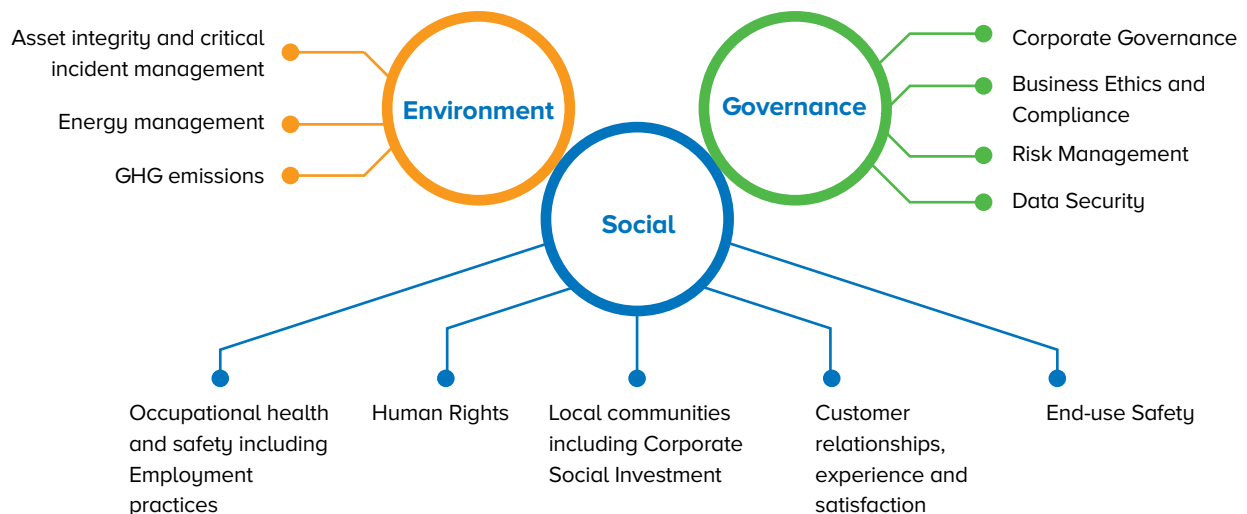 Asset integrity and critical
incident management
Energy management
GHG emissions
Environment
Governance
Corporate Governance
Business Ethics and
Compliance
Risk Management
Data Security
Social
Occupational health
and safety including
Employment
practices
Human Rights
Local communities
including Corporate
Social Investment
Customer
relationships,
experience and
satisfaction
End-use Safety